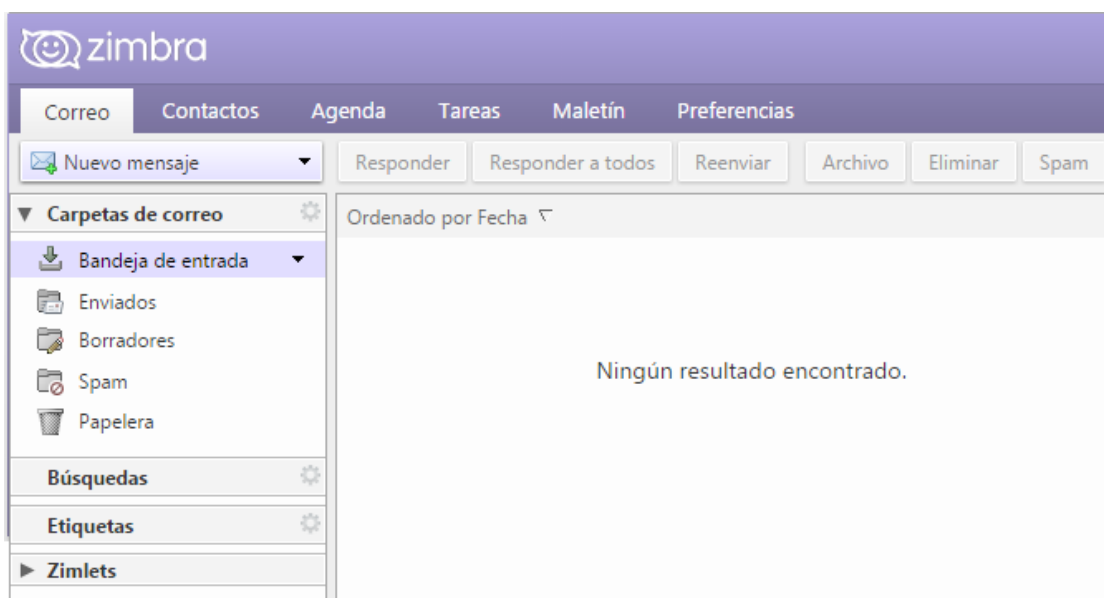 zimbra
Correo Contactos Agenda Tareas Maletín Preferencias
Nuevo mensaje Responder Responder a todos Reenviar Archivo Eliminar Spam
Carpetas de correo
Ordenado por Fecha
Bandeja de entrada
Enviados
Borradores
Ningún resultado encontrado.
Spam
Papelera
Búsquedas
Etiquetas
Zimlets